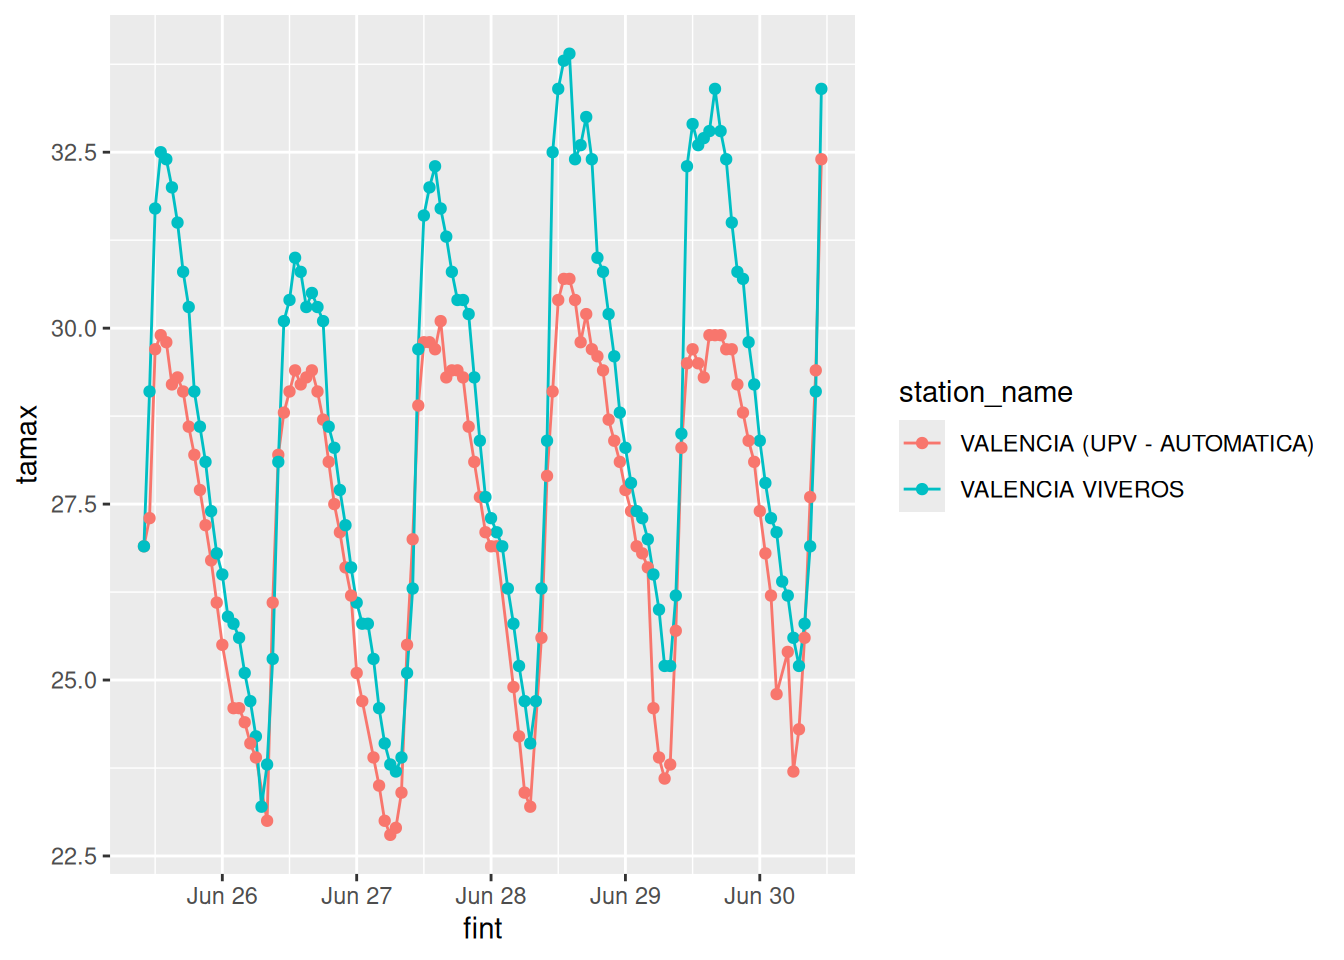 tamax
32.5
30.0
27.5
25.0
22.5
Jun 26 Jun 27 Jun 28 Jun 29 Jun 30
fint
station_name
VALENCIA (UPV - AUTOMATICA)
VALENCIA VIVEROS